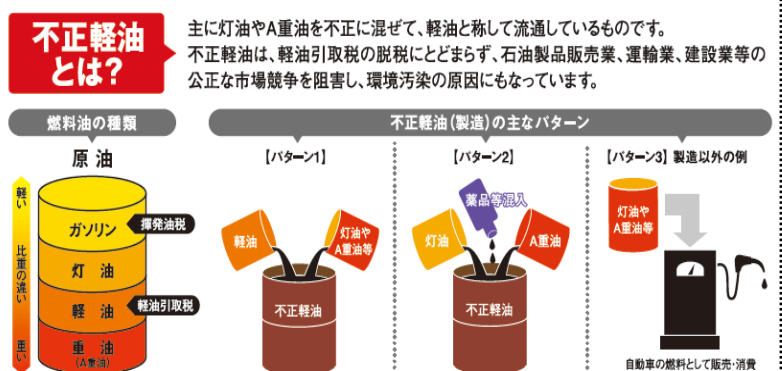 不正軽油
とは?
主に灯油やA重油を不正に混ぜて、軽油と称して流通しているものです。
不正軽油は、軽油引取税の脱税にとどまらず、石油製品販売業、運輸業、建設業等の
公正な市場競争を阻害し、環境汚染の原因にもなっています。
燃料油の種類
原油
軽い
比重の違い
重い
ガソリン
揮発油税
灯油
軽油
軽油引取税
重油
(A重油)
不正軽油(製造)の主なパターン
【パターン1】
軽油
灯油や
A重油等
不正軽油
【パターン2】
薬品等混入
灯油
A重油
不正軽油
【パターン3】 製造以外の例
灯油や
A重油等
自動車の燃料として販売・消費